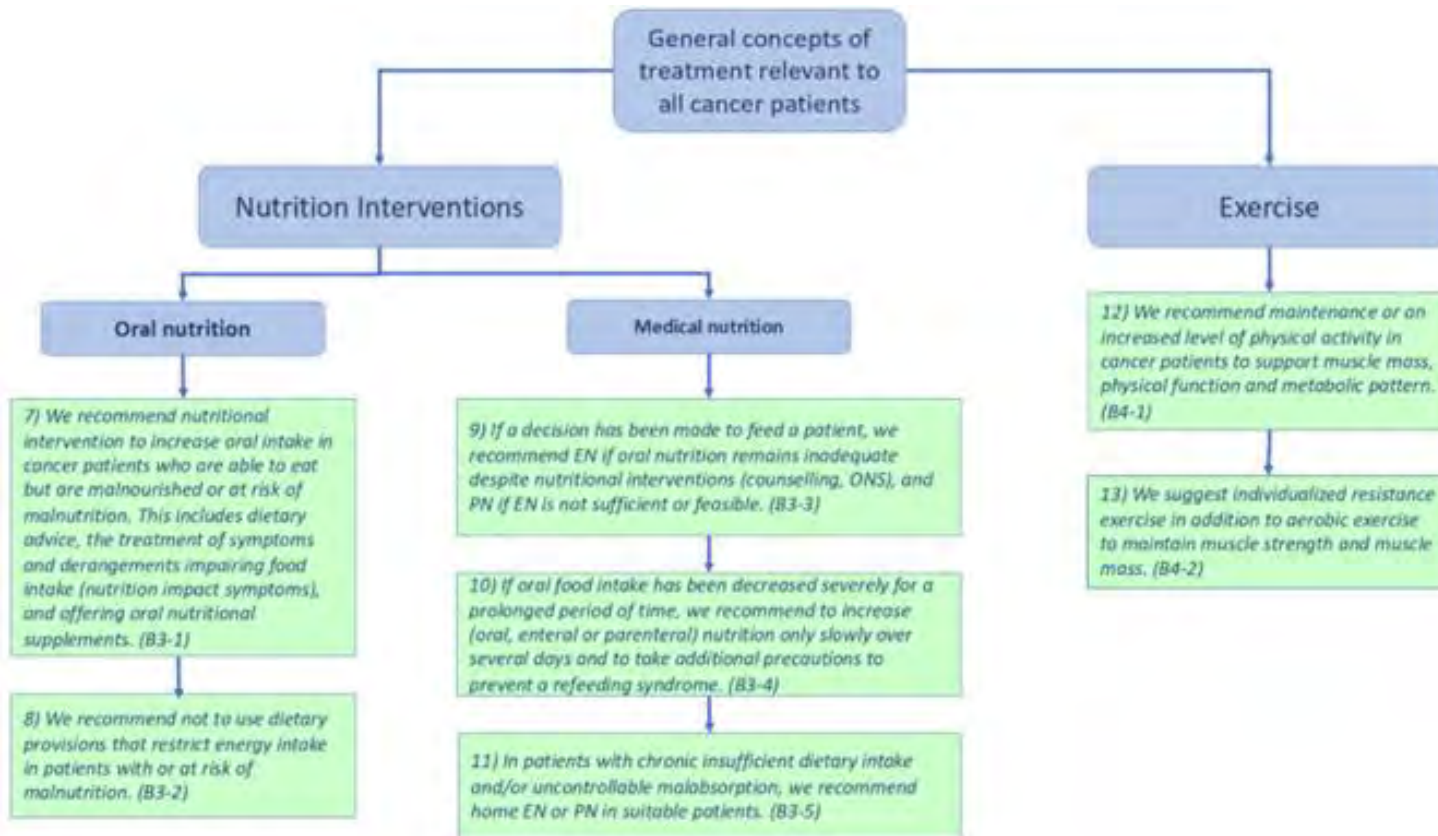 General concepts of
treatment relevant to
all cancer patients
Nutrition Interventions
Exercise
Oral nutrition
Medical nutrition
7) We recommend nutritional
intervention to increase oral intake in
cancer patients who are able to eat
but are malnourished or at risk of
malnutrition. This includes dietary
advice, the treatment of symptoms
and derangements impairing food
intake (nutrition impact symptoms),
and offering oral nutritional
supplements. (B3-1)
8) We recommend not to use dietary
provisions that restrict energy intake
in patients with or at risk of
malnutrition. (B3-2)
9) If a decision has been made to feed a patient, we
recommend EN if oral nutrition remains inadequate
despite nutritional interventions (counselling, ONS), and
PN if EN is not sufficient or feasible. (B3-3)
10) If oral food intake has been decreased severely for a
prolonged period of time, we recommend to increase
(oral, enteral or parenteral) nutrition only slowly over
several days and to take additional precautions to
prevent a refeeding syndrome. (B3-4)
11) In patients with chronic insufficient dietary intake
and/or uncontrollable malabsorption, we recommend
home EN or PN in suitable patients. (B3-5)
12) We recommend maintenance or an
increased level of physical activity in
cancer patients to support muscle mass,
physical function and metabolic pattern.
(B4-1)
13) We suggest individualized resistance
exercise in addition to aerobic exercise
to maintain muscle strength and muscle
mass. (B4-2)